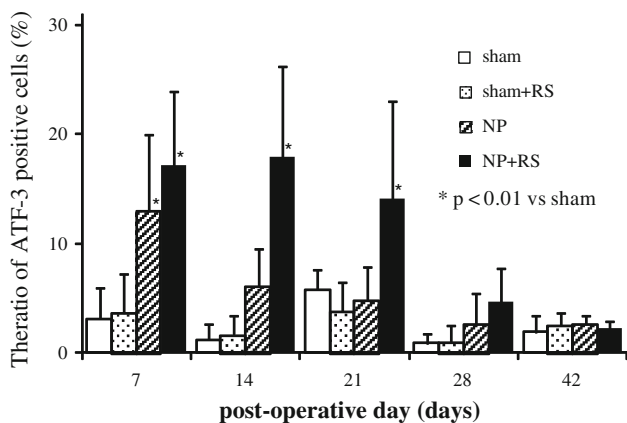 Theratio of ATF-3 positive cells (%)
30
20
10
0
sham
sham+RS
NP
NP+RS
* p < 0.01 vs sham
*
*
*
*
7 14 21 28 42
post-operative day (days)